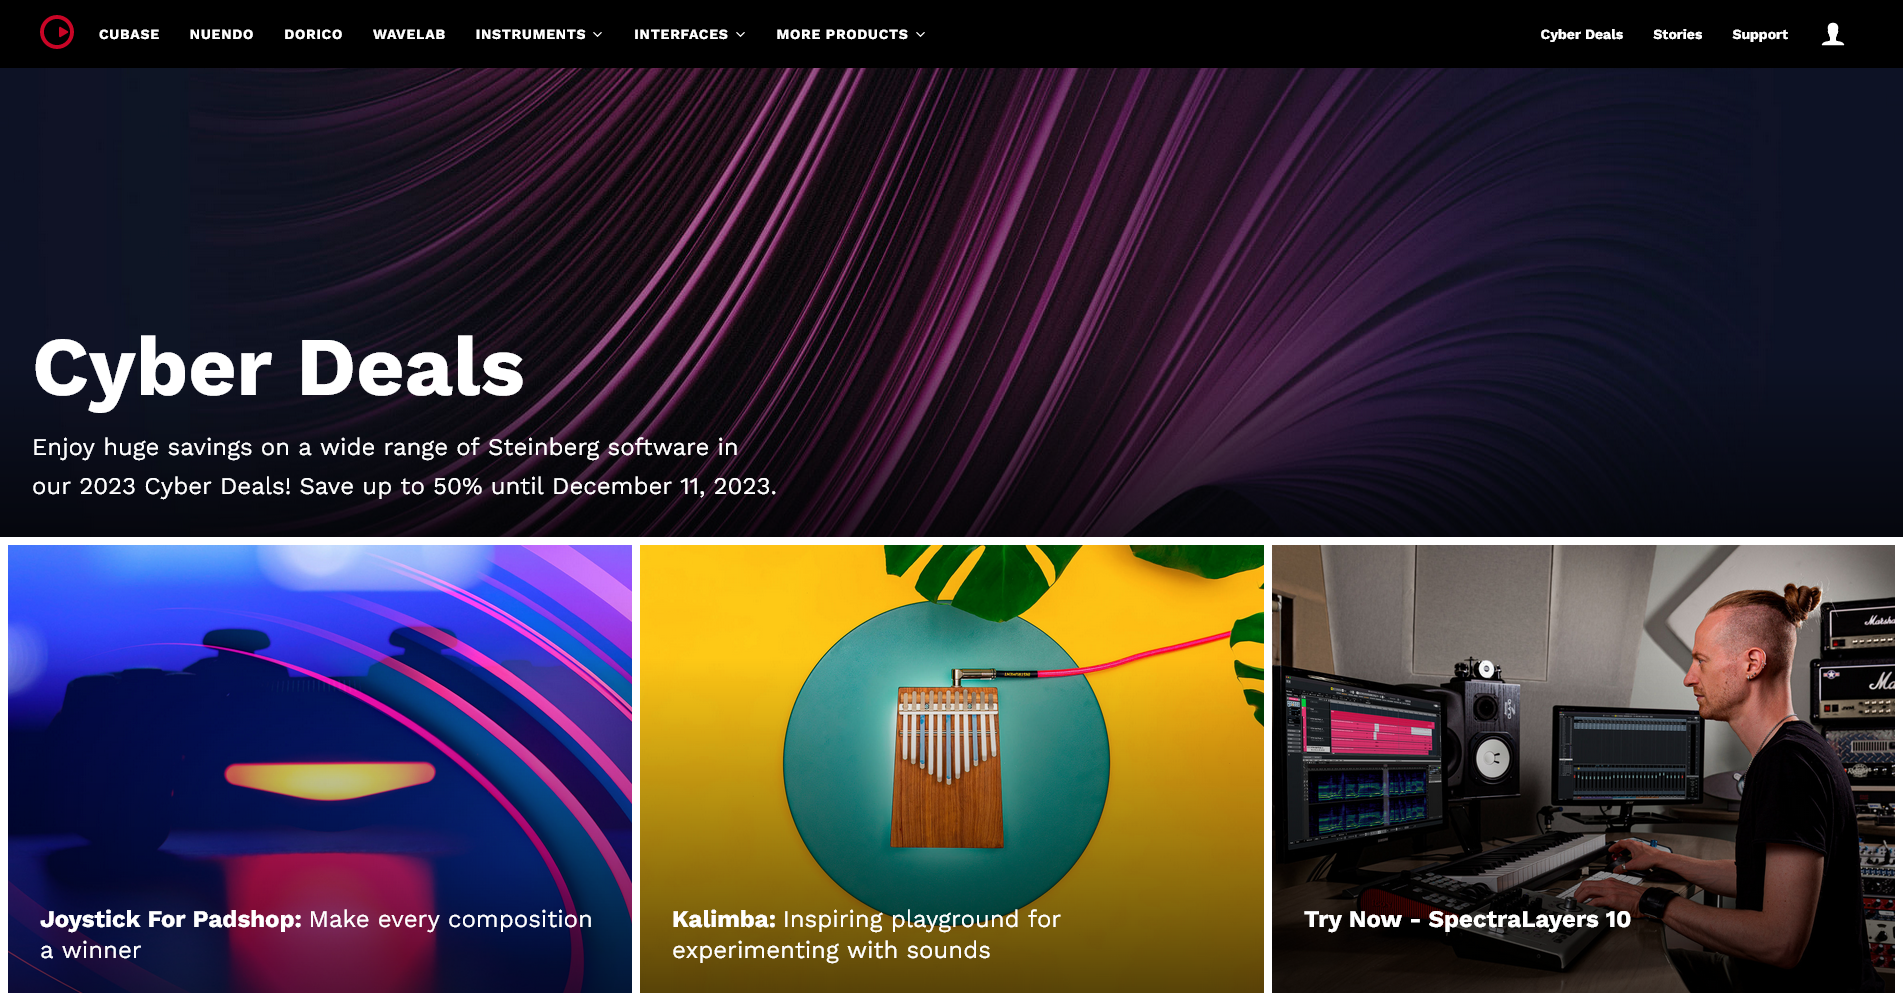 CUBASE NUENDO DORICO WAVELAB INSTRUMENTS INTERFACES MORE PRODUCTS Cyber Deals Stories Support
Cyber Deals
Enjoy huge savings on a wide range of Steinberg software in
our 2023 Cyber Deals! Save up to 50% until December 11, 2023.
Joystick For Padshop: Make every composition
a winner
Kalimba: Inspiring playground for
experimenting with sounds
Try Now - SpectraLayers 10